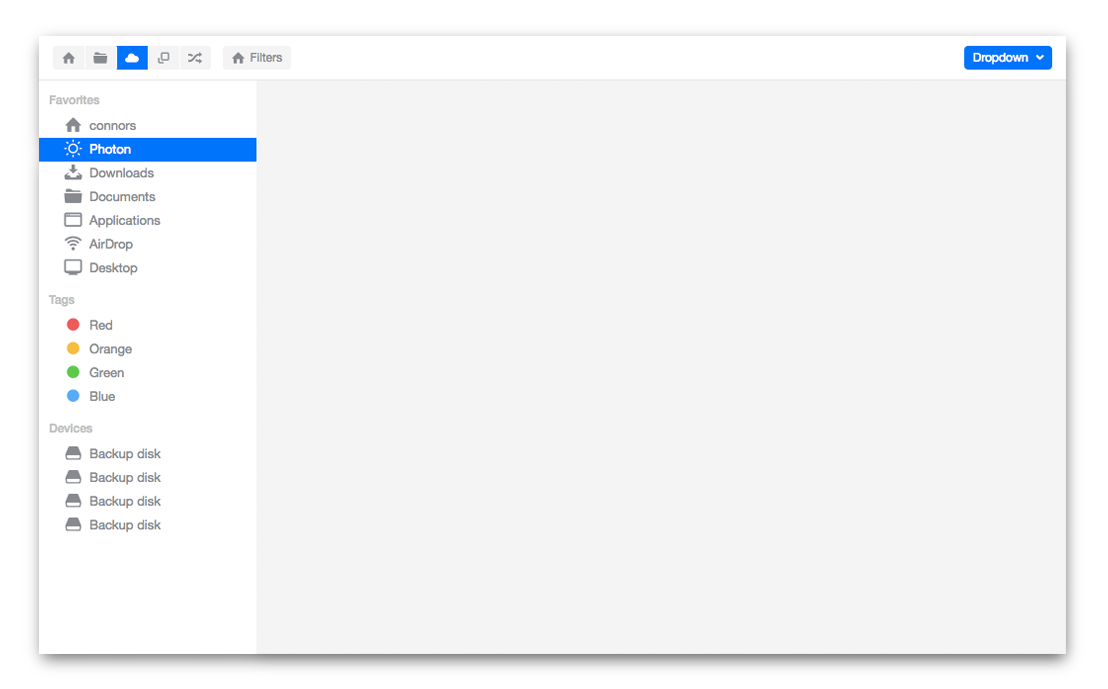 Filters
Dropdown
Favorites
connors
Photon
Downloads
Documents
Applications
AirDrop
Desktop
Tags
Red
Orange
Green
Blue
Devices
Backup disk
Backup disk
Backup disk
Backup disk